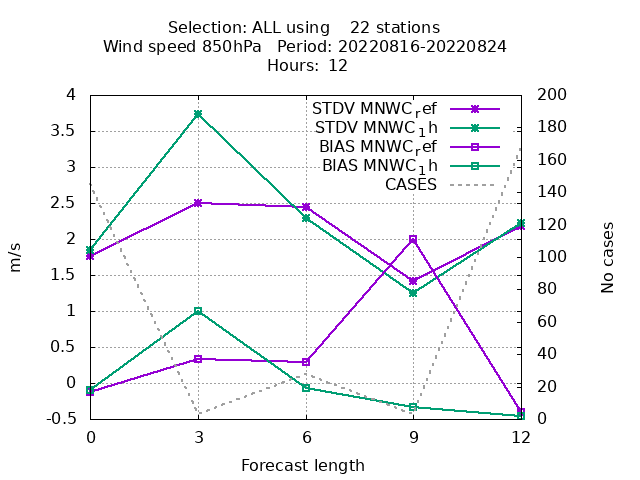 Selection: ALL using    22 stations
Wind speed 850hPa   Period: 20220816-20220824
Hours:  12
STDV MNWC_ref
STDV MNWC_1h
BIAS MNWC_ref
BIAS MNWC_1h
CASES
m/s
4
3.5
3
2.5
2
1.5
1
0.5
0
-0.5
200
180
160
140
120
100
80
60
40
20
0
No cases
0 3 6 9 12
Forecast length